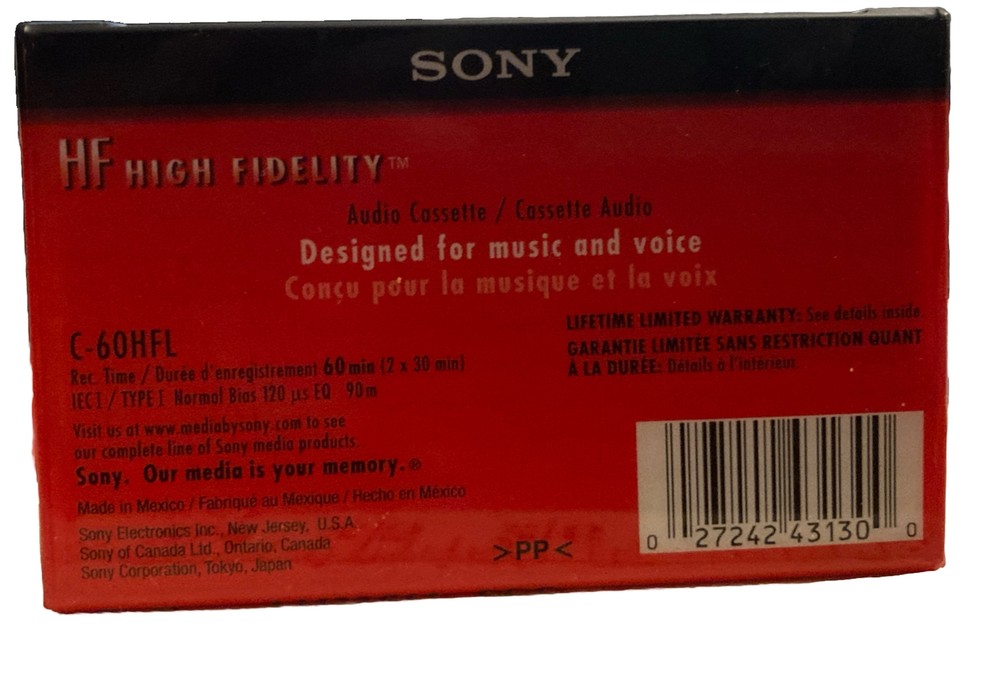 SONY
HF HIGH FIDELITY™
Audio Cassette / Cassette Audio
Designed for music and voice
Conçu pour la musique et la voix
C-60HFL
Rec. Time / Durée d'enregistrement 60 min (2 x 30 min)
IEC I / TYPE I Normal Bias 120 µs EQ 90 m
LIFETIME LIMITED WARRANTY: See details inside.
GARANTIE LIMITÉE SANS RESTRICTION QUANT
À LA DURÉE: Détails à l'intérieur.
Visit us at www.mediabysony.com to see
our complete line of Sony media products.
Sony. Our media is your memory.®
Made in Mexico / Fabriqué au Mexique / Hecho en México
Sony Electronics Inc., New Jersey, U.S.A.
Sony of Canada Ltd., Ontario, Canada
Sony Corporation, Tokyo, Japan
>PP<
0 27242 43130 0